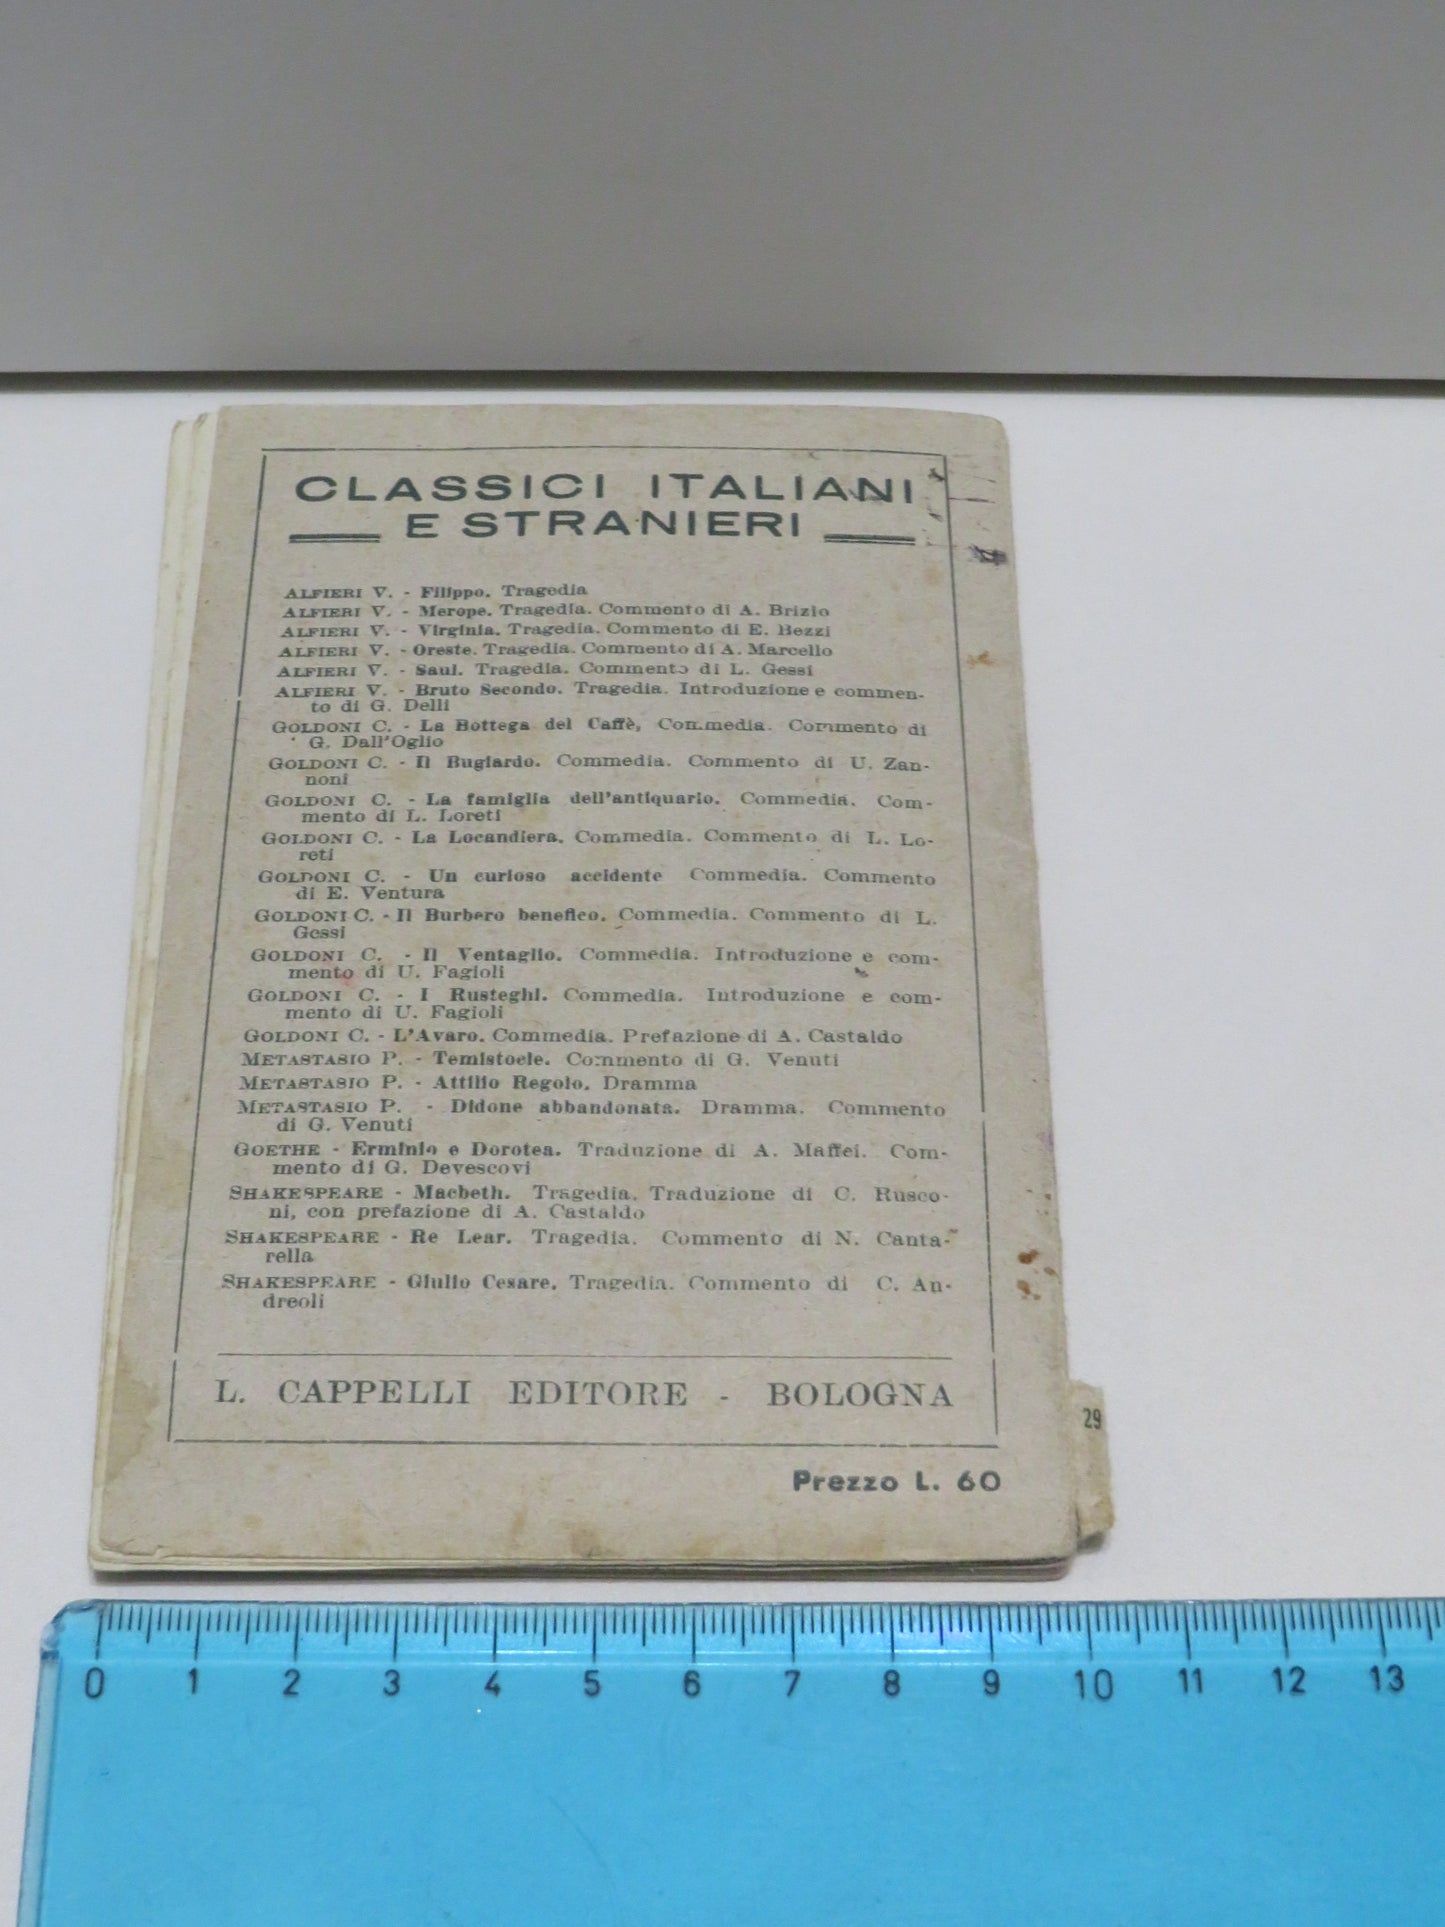 CLASSICI ITALIANI
E STRANIERI
ALFIERI V. - Filippo. Tragedia
ALFIERI V. - Merope. Tragedia. Commento di A. Brizio
ALFIERI V. - Virginia. Tragedia. Commento di E. Bezzi
ALFIERI V. - Oreste. Tragedia. Commento di A. Marcello
ALFIERI V. - Saul. Tragedia. Commento di L. Gessi
ALFIERI V. - Bruto Secondo. Tragedia. Introduzione e commen-
to di G. Delli
GOLDONI C. - La Bottega del Caffè, Commedia. Commento di
G. Dall'Oglio
GOLDONI C. - Il Bugiardo. Commedia. Commento di U. Zan-
noni
GOLDONI C. - La famiglia dell'antiquario. Commedia. Com-
mento di L. Loreti
GOLDONI C. - La Locandiera. Commedia. Commento di L. Lo-
reti
GOLDONI C. - Un curioso accidente Commedia. Commento
di E. Ventura
GOLDONI C. - Il Burbero benefico. Commedia. Commento di L.
Gessi
GOLDONI C. - Il Ventaglio. Commedia. Introduzione e com-
mento di U. Fagioli
GOLDONI C. - I Rusteghi. Commedia. Introduzione e com-
mento di U. Fagioli
GOLDONI C. - L'Avaro. Commedia. Prefazione di A. Castaldo
METASTASIO P. - Temistocle. Commento di G. Venuti
METASTASIO P. - Attilio Regolo. Dramma
METASTASIO P. - Didone abbandonata. Dramma. Commento
di G. Venuti
GOETHE - Erminio e Dorotea. Traduzione di A. Maffei. Com-
mento di G. Devescovi
SHAKESPEARE - Macbeth. Tragedia. Traduzione di C. Rusco-
ni, con prefazione di A. Castaldo
SHAKESPEARE - Re Lear. Tragedia. Commento di N. Canta-
rella
SHAKESPEARE - Giulio Cesare. Tragedia. Commento di C. An-
dreoli
L. CAPPELLI EDITORE - BOLOGNA
29
Prezzo L. 60
0 1 2 3 4 5 6 7 8 9 10 11 12 13